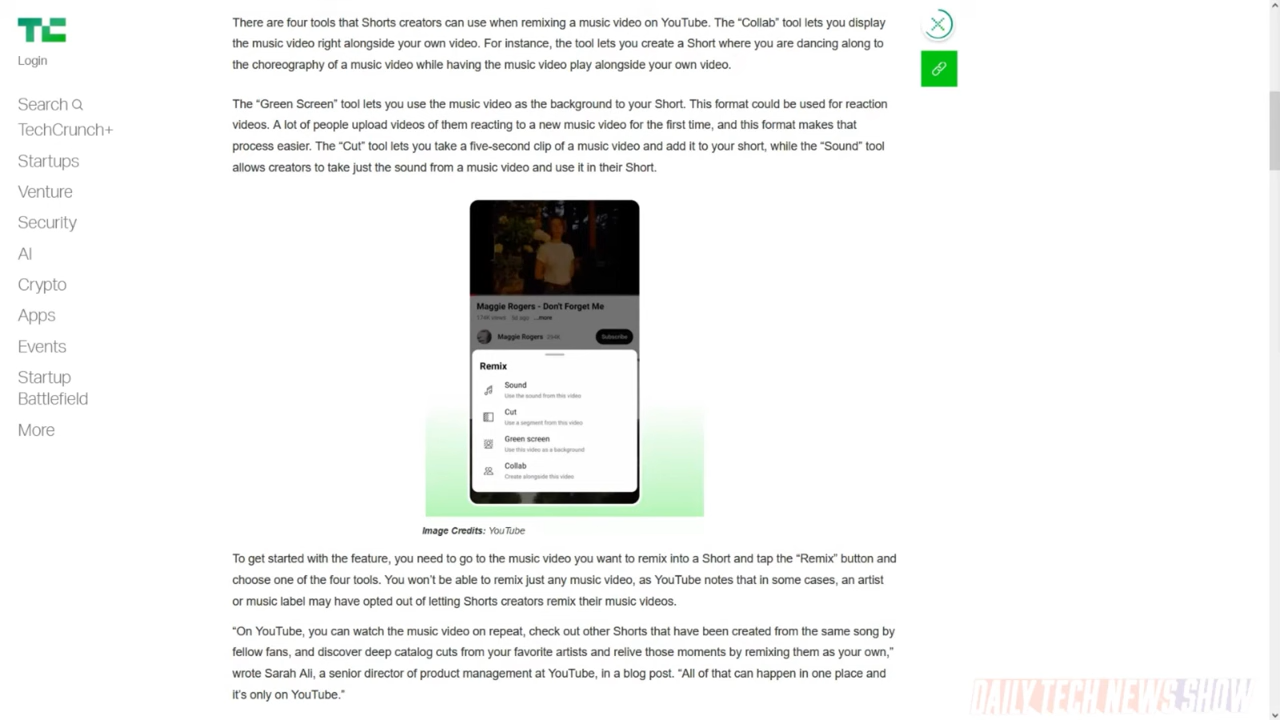 TC
Login
Search
TechCrunch+
Startups
Venture
Security
AI
Crypto
Apps
Events
Startup
Battlefield
More
There are four tools that Shorts creators can use when remixing a music video on YouTube. The “Collab” tool lets you display
the music video right alongside your own video. For instance, the tool lets you create a Short where you are dancing along to
the choreography of a music video while having the music video play alongside your own video.
The “Green Screen” tool lets you use the music video as the background to your Short. This format could be used for reaction
videos. A lot of people upload videos of them reacting to a new music video for the first time, and this format makes that
process easier. The “Cut” tool lets you take a five-second clip of a music video and add it to your short, while the “Sound” tool
allows creators to take just the sound from a music video and use it in their Short.
Maggie Rogers - Don't Forget Me
views ...more
Maggie Rogers
Subscribe
Remix
Sound
Use the sound from this video
Cut
Use a segment from this video
Green screen
Use this video as a background
Collab
Create alongside this video
Image Credits: YouTube
To get started with the feature, you need to go to the music video you want to remix into a Short and tap the “Remix” button and
choose one of the four tools. You won’t be able to remix just any music video, as YouTube notes that in some cases, an artist
or music label may have opted out of letting Shorts creators remix their music videos.
“On YouTube, you can watch the music video on repeat, check out other Shorts that have been created from the same song by
fellow fans, and discover deep catalog cuts from your favorite artists and relive those moments by remixing them as your own,”
wrote Sarah Ali, a senior director of product management at YouTube, in a blog post. “All of that can happen in one place and
it’s only on YouTube.”
DAILY TECH NEWS SHOW